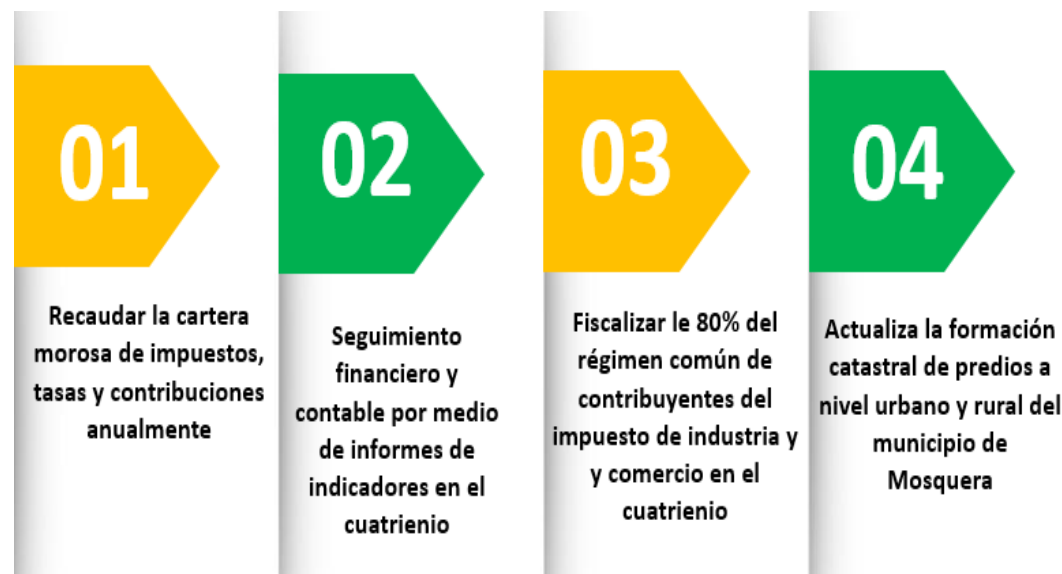 01
Recaudar la cartera
morosa de impuestos,
tasas y contribuciones
anualmente
02
Seguimiento
financiero y
contable por medio
de informes de
indicadores en el
cuatrienio
03
Fiscalizar le 80% del
régimen común de
contribuyentes del
impuesto de industria y
y comercio en el
cuatrienio
04
Actualiza la formación
catastral de predios a
nivel urbano y rural del
municipio de
Mosquera